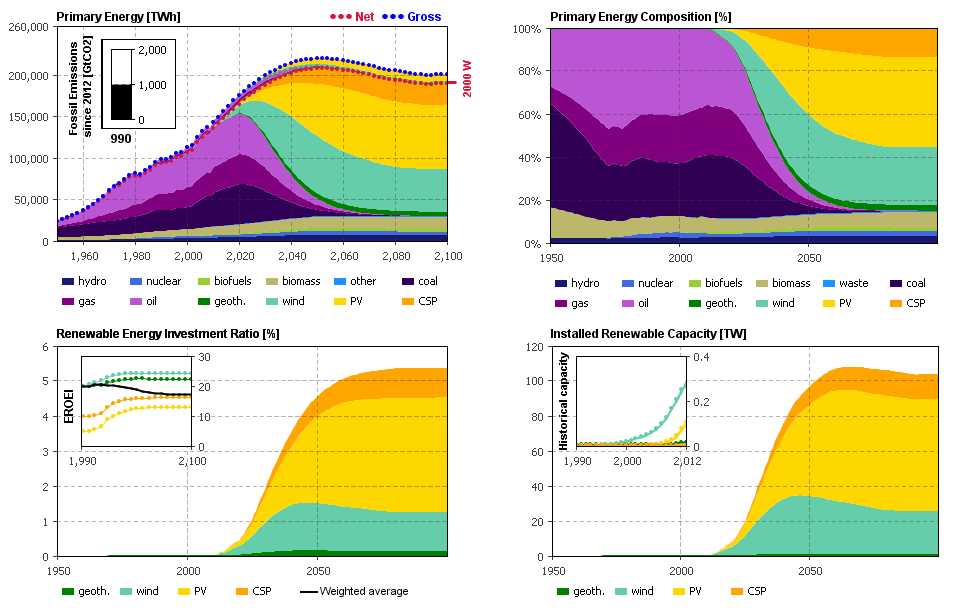 Primary Energy [TWh]
Net
Gross
260,000
200,000
150,000
100,000
50,000
0
Fossil Emissions
since 2012 [GtCO2]
2,000
1,000
0
990
2000 W
1,960
1,980
2,000
2,020
2,040
2,060
2,080
2,100
hydro
nuclear
biofuels
biomass
other
coal
gas
oil
geoth.
wind
PV
CSP
Primary Energy Composition [%]
100%
80%
60%
40%
20%
0%
1950
2000
2050
hydro
nuclear
biofuels
biomass
waste
coal
gas
oil
geoth.
wind
PV
CSP
Renewable Energy Investment Ratio [%]
6
5
4
3
2
1
0
EROEI
30
20
10
0
1,990
2,100
1950
2000
2050
geoth.
wind
PV
CSP
Weighted average
Installed Renewable Capacity [TW]
120
100
80
60
40
20
0
Historical capacity
0.4
0.2
0
1,990
2,000
2,012
1950
2000
2050
geoth.
wind
PV
CSP